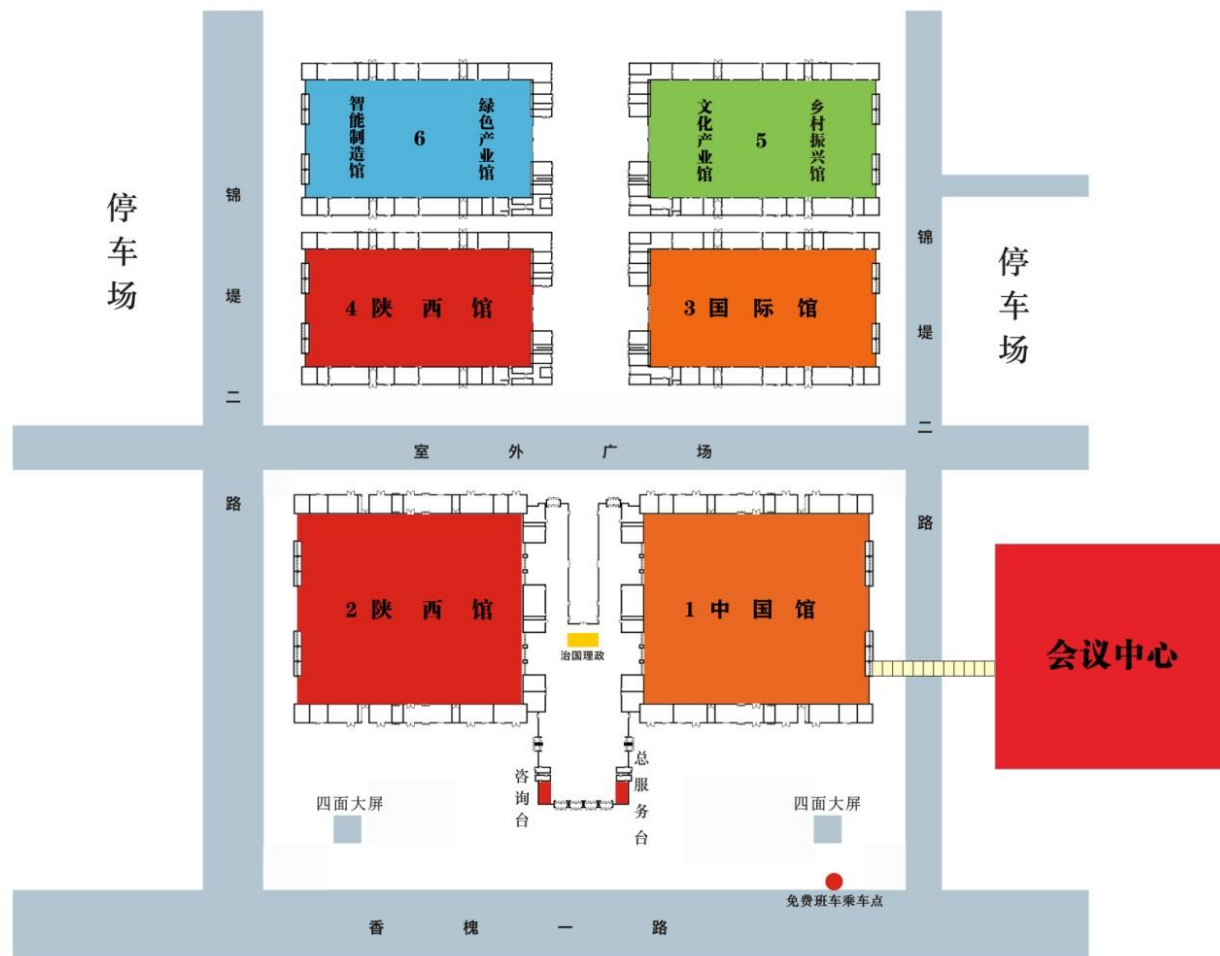 智能制造馆
6
绿色产业馆
文化产业馆
5
乡村振兴馆
停车场
锦堤二路
4 陕西馆
3 国际馆
锦堤二路
停车场
室外广场
2 陕西馆
1 中国馆
治国理政
会议中心
咨询台
总服务台
四面大屏
四面大屏
免费班车乘车点
香槐一路